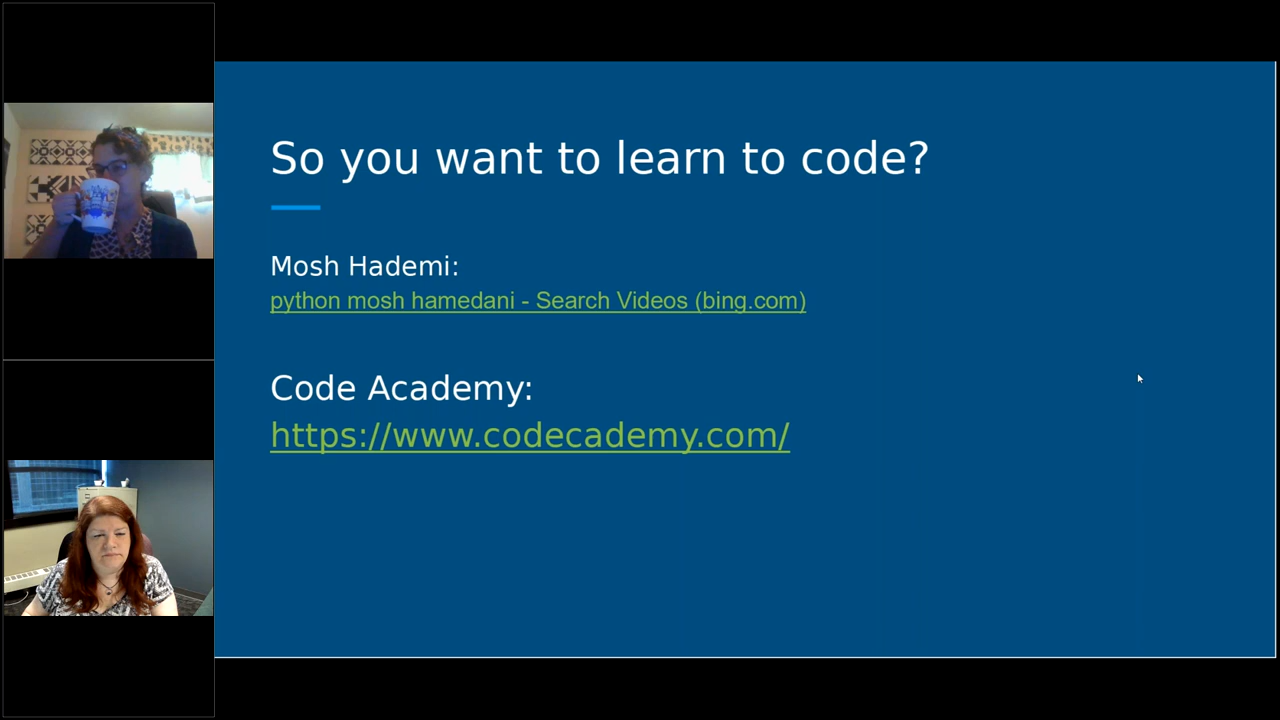 So you want to learn to code?
Mosh Hademi:
python mosh hamedani - Search Videos (bing.com)
Code Academy:
https://www.codecademy.com/